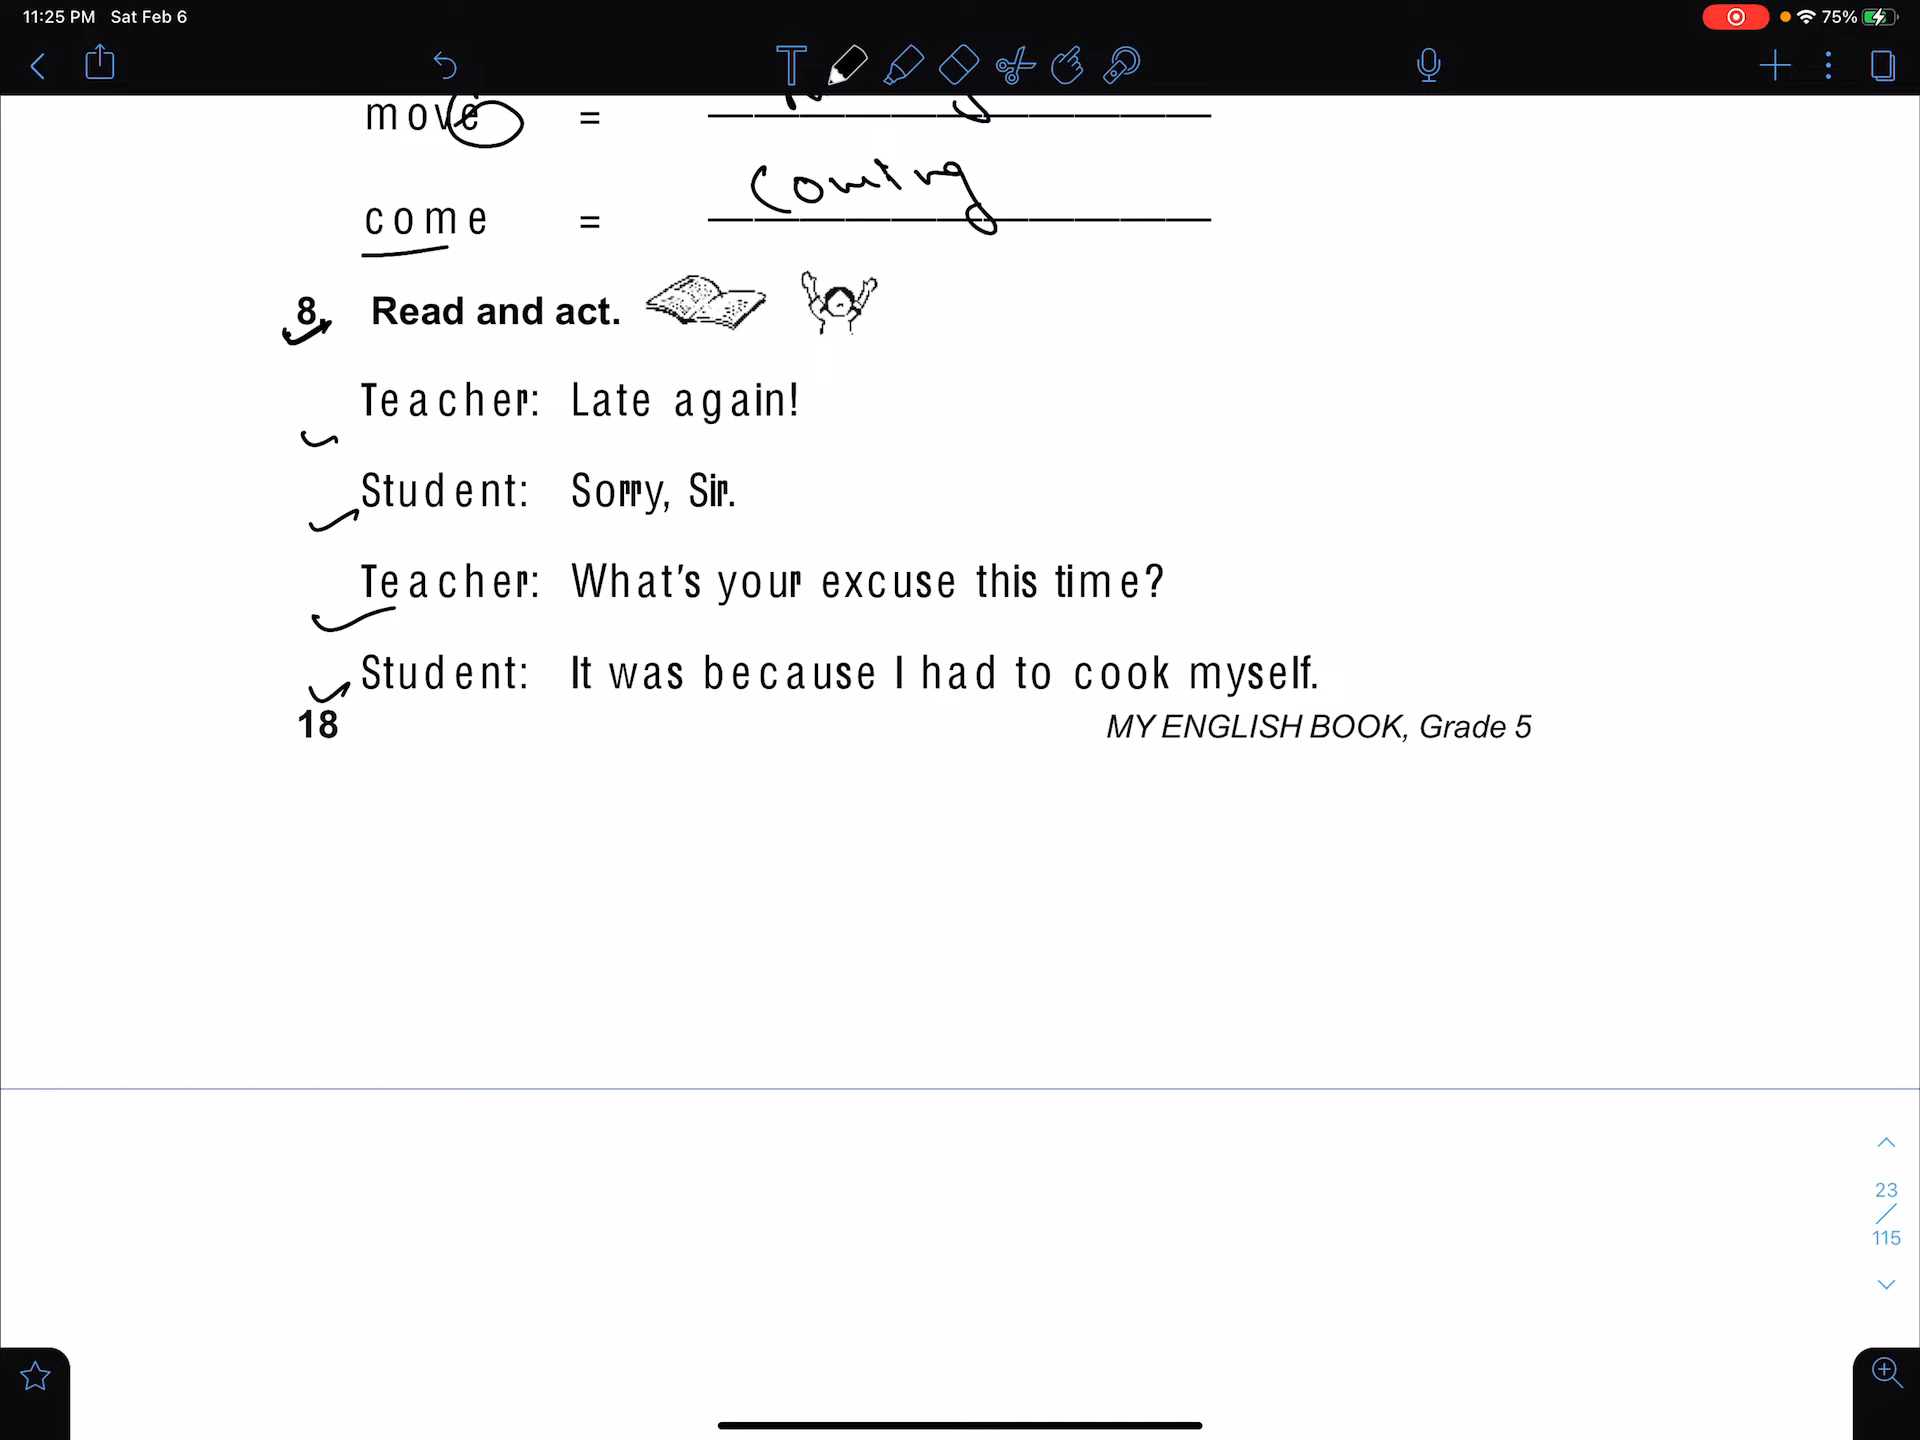 11:25 PM Sat Feb 6 75%
T
move =
come = Coming
8. Read and act.
Teacher: Late again!
Student: Sorry, Sir.
Teacher: What's your excuse this time?
Student: It was because I had to cook myself.
18 MY ENGLISH BOOK, Grade 5
23
/
115